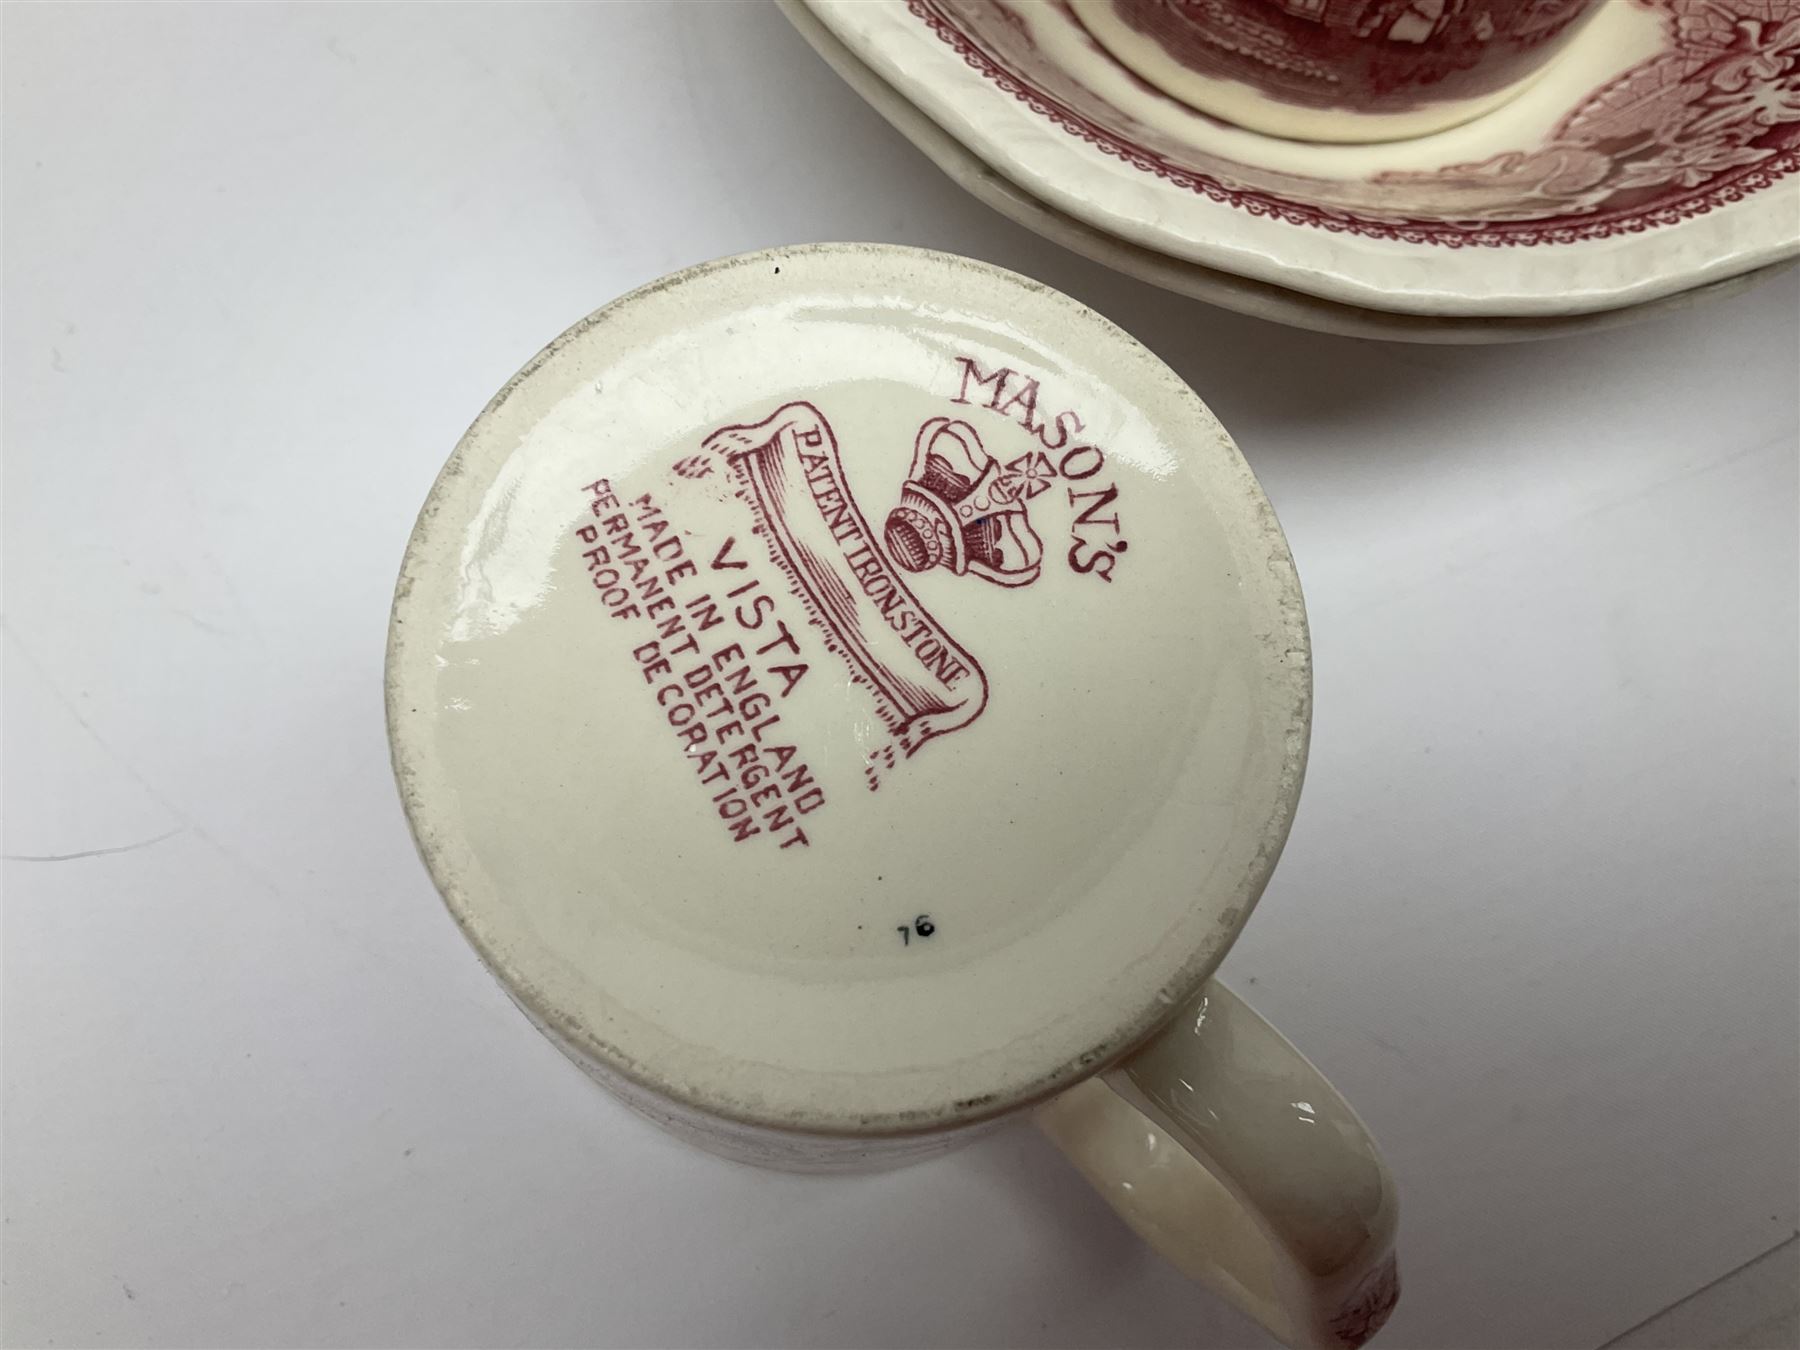 MASON'S
PATENT IRONSTONE
VISTA
MADE IN ENGLAND
PERMANENT DETERGENT
PROOF DECORATION
76